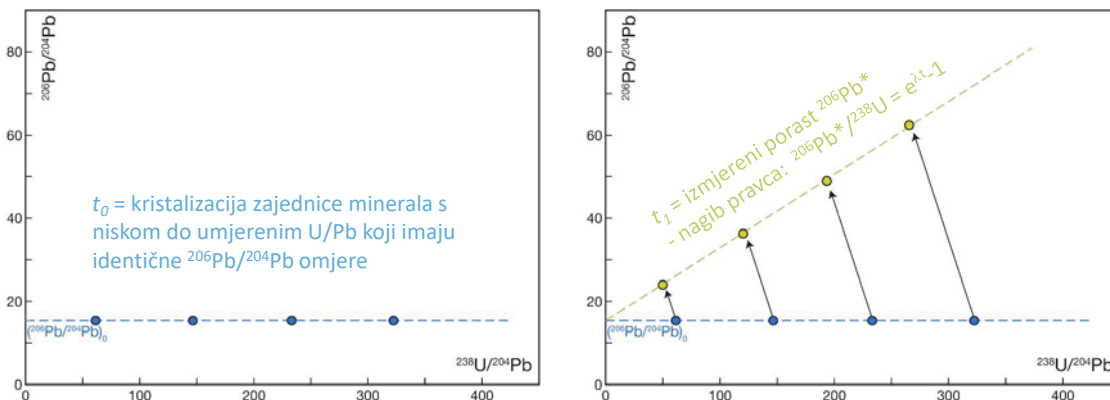 ²⁰⁶Pb/²⁰⁴Pb
80
60
40
20
0
t₀ = kristalizacija zajednice minerala s
niskom do umjerenim U/Pb koji imaju
identične ²⁰⁶Pb/²⁰⁴Pb omjere
(²⁰⁶Pb/²⁰⁴Pb)₀
²³⁸U/²⁰⁴Pb
0 100 200 300 400
²⁰⁶Pb/²⁰⁴Pb
80
60
40
20
0
t₁ = izmjereni porast ²⁰⁶Pb*
- nagib pravca: ²⁰⁶Pb*/²³⁸U = e^λt-1
(²⁰⁶Pb/²⁰⁴Pb)₀
²³⁸U/²⁰⁴Pb
0 100 200 300 400